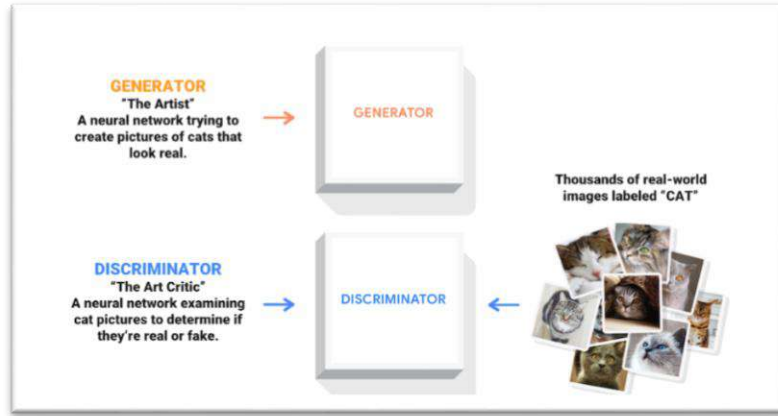 GENERATOR
"The Artist"
A neural network trying to
create pictures of cats that
look real.
GENERATOR
Thousands of real-world
images labeled "CAT"
DISCRIMINATOR
"The Art Critic"
A neural network examining
cat pictures to determine if
they're real or fake.
DISCRIMINATOR